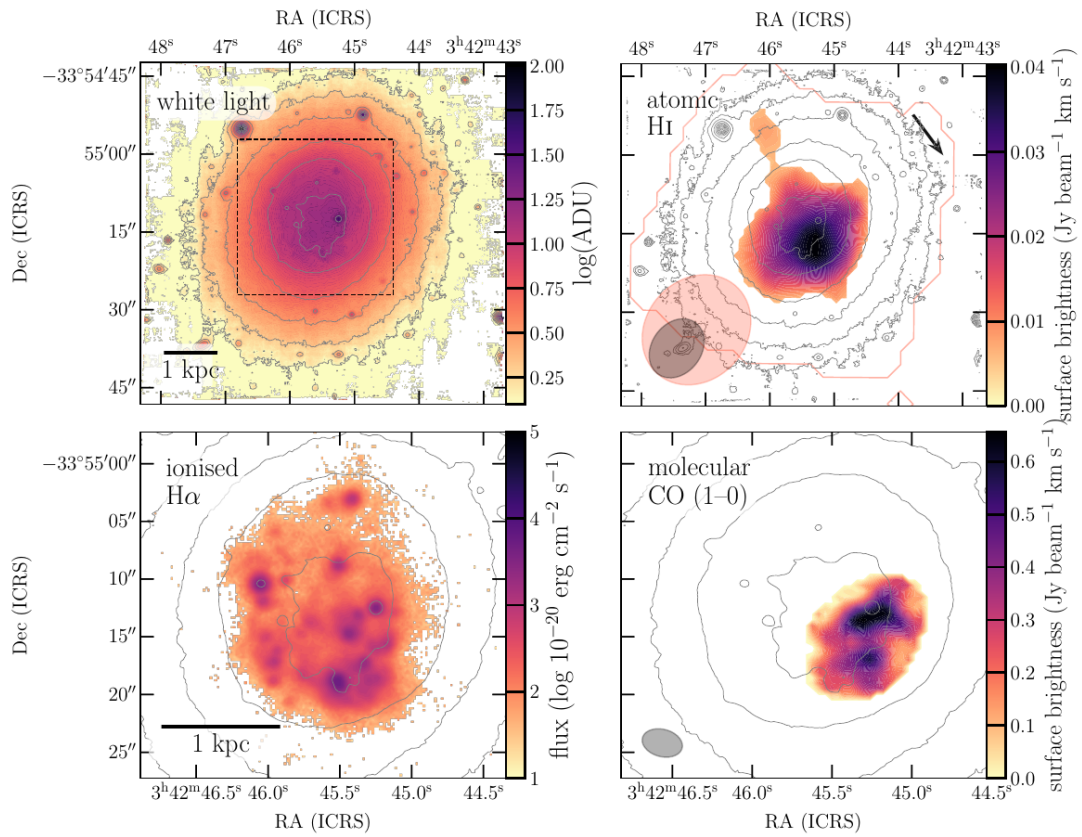 RA (ICRS)
48ˢ 47ˢ 46ˢ 45ˢ 44ˢ 3ʰ42ᵐ43ˢ
−33°54′45″
55′00″
15″
30″
45″
Dec (ICRS)
white light
1 kpc
2.00
1.75
1.50
1.25
1.00
0.75
0.50
0.25
log(ADU)
RA (ICRS)
48ˢ 47ˢ 46ˢ 45ˢ 44ˢ 3ʰ42ᵐ43ˢ
atomic
HI
0.04
0.03
0.02
0.01
0.00
surface brightness (Jy beam⁻¹ km s⁻¹)
−33°55′00″
05″
10″
15″
20″
25″
Dec (ICRS)
ionised
Hα
1 kpc
3ʰ42ᵐ46.5ˢ 46.0ˢ 45.5ˢ 45.0ˢ 44.5ˢ
RA (ICRS)
5
4
3
2
1
flux (log 10⁻²⁰ erg cm⁻² s⁻¹)
molecular
CO (1–0)
3ʰ42ᵐ46.5ˢ 46.0ˢ 45.5ˢ 45.0ˢ 44.5ˢ
RA (ICRS)
0.6
0.5
0.4
0.3
0.2
0.1
0.0
surface brightness (Jy beam⁻¹ km s⁻¹)